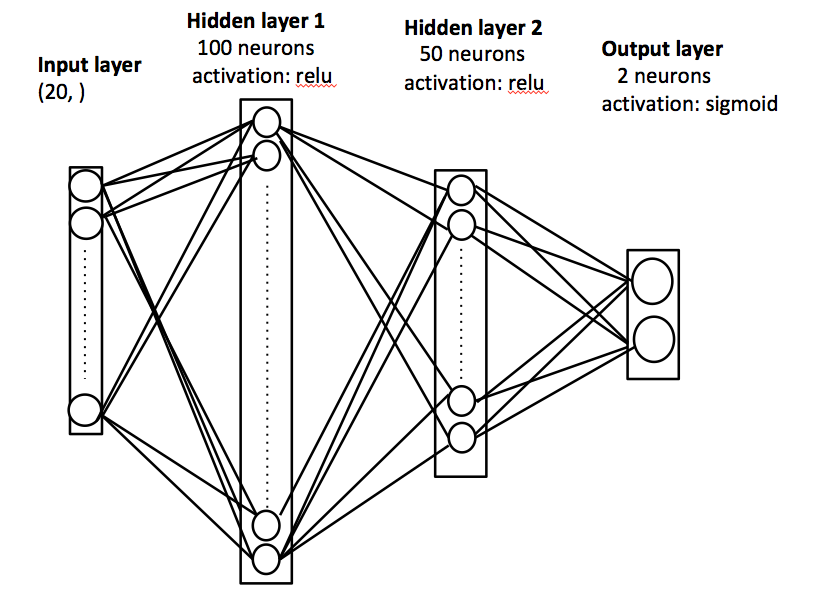 Input layer
(20, )
Hidden layer 1
100 neurons
activation: relu
Hidden layer 2
50 neurons
activation: relu
Output layer
2 neurons
activation: sigmoid